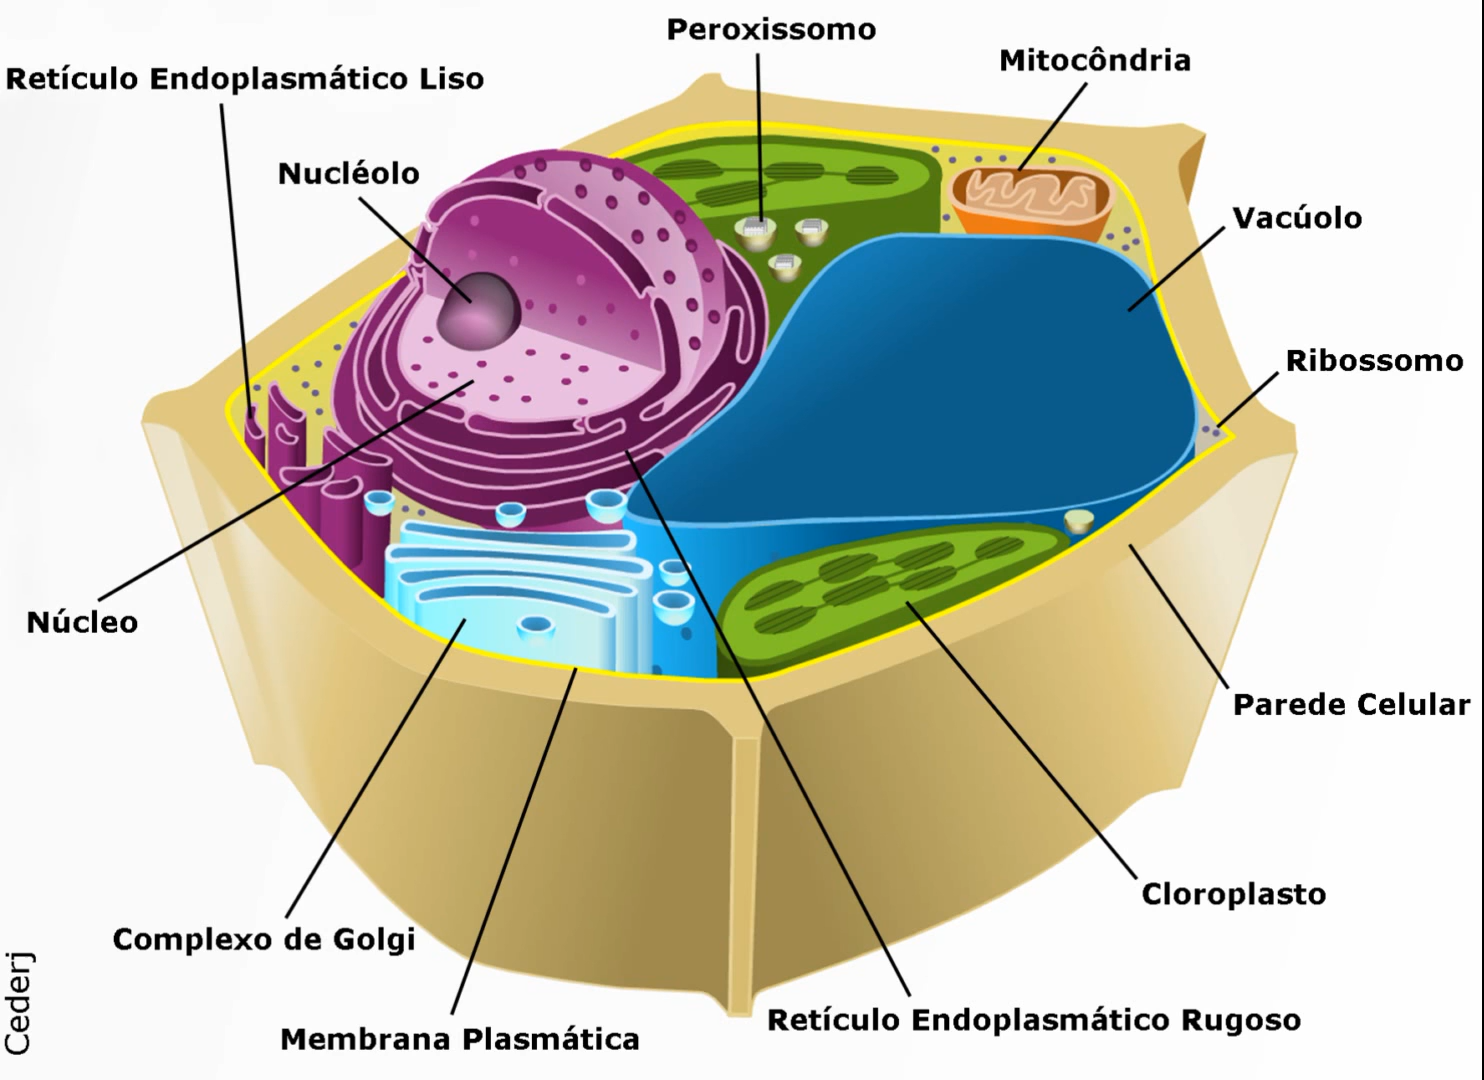 Peroxissomo
Mitocôndria
Retículo Endoplasmático Liso
Nucléolo
Vacúolo
Ribossomo
Núcleo
Parede Celular
Cloroplasto
Complexo de Golgi
Retículo Endoplasmático Rugoso
Membrana Plasmática
Cederj